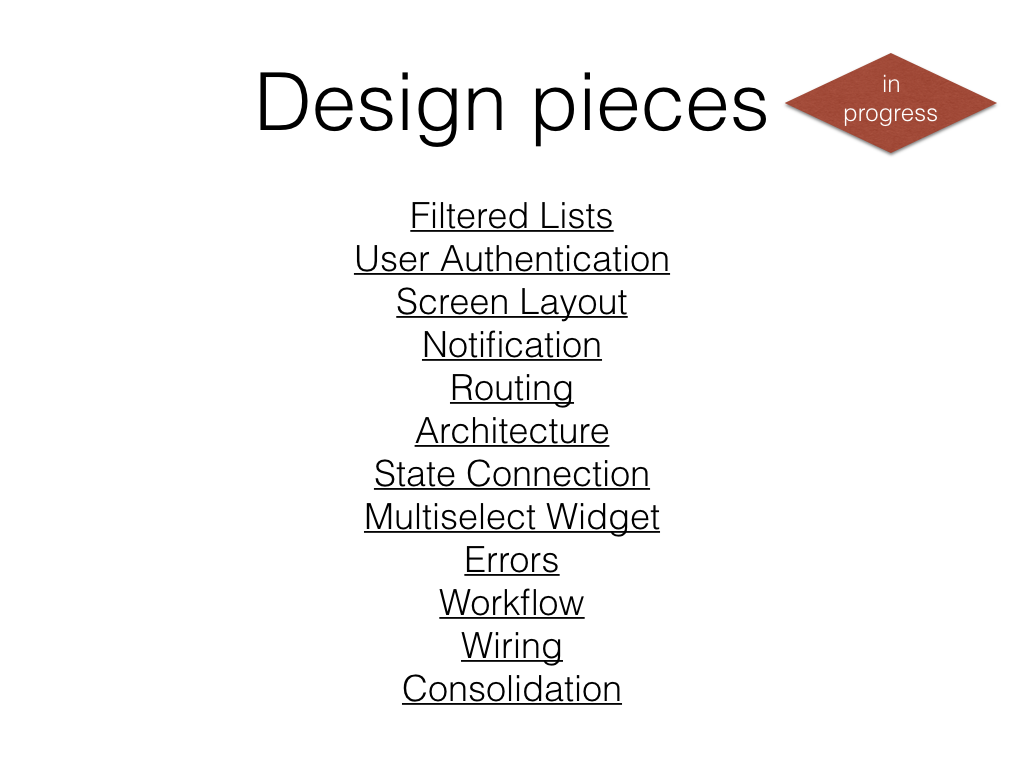 Design pieces
in
progress
Filtered Lists
User Authentication
Screen Layout
Notification
Routing
Architecture
State Connection
Multiselect Widget
Errors
Workflow
Wiring
Consolidation